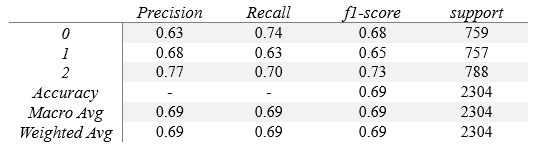 Precision Recall f1-score support
0 0.63 0.74 0.68 759
1 0.68 0.63 0.65 757
2 0.77 0.70 0.73 788
Accuracy - - 0.69 2304
Macro Avg 0.69 0.69 0.69 2304
Weighted Avg 0.69 0.69 0.69 2304